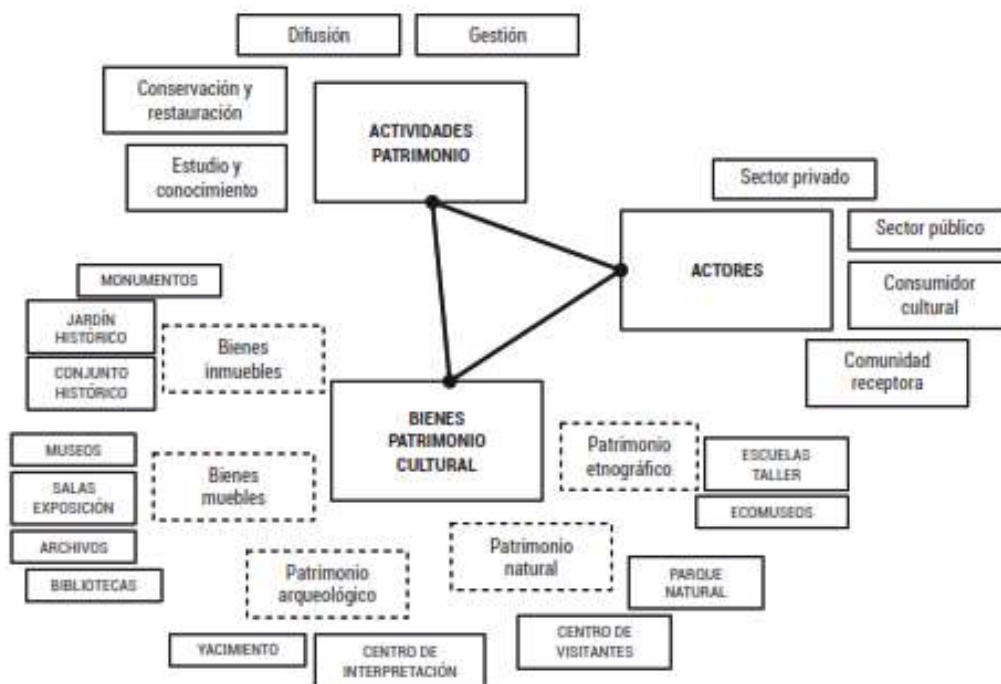 Difusión
Gestión
Conservación y
restauración
Estudio y
conocimiento
ACTIVIDADES
PATRIMONIO
Sector privado
Sector público
Consumidor
cultural
Comunidad
receptora
ACTORES
MONUMENTOS
JARDÍN
HISTÓRICO
CONJUNTO
HISTÓRICO
Bienes
inmuebles
BIENES
PATRIMONIO
CULTURAL
MUSEOS
SALAS
EXPOSICIÓN
ARCHIVOS
BIBLIOTECAS
Bienes
muebles
Patrimonio
etnográfico
ESCUELAS
TALLER
ECOMUSEOS
Patrimonio
arqueológico
YACIMIENTO
CENTRO DE
INTERPRETACIÓN
Patrimonio
natural
PARQUE
NATURAL
CENTRO DE
VISITANTES